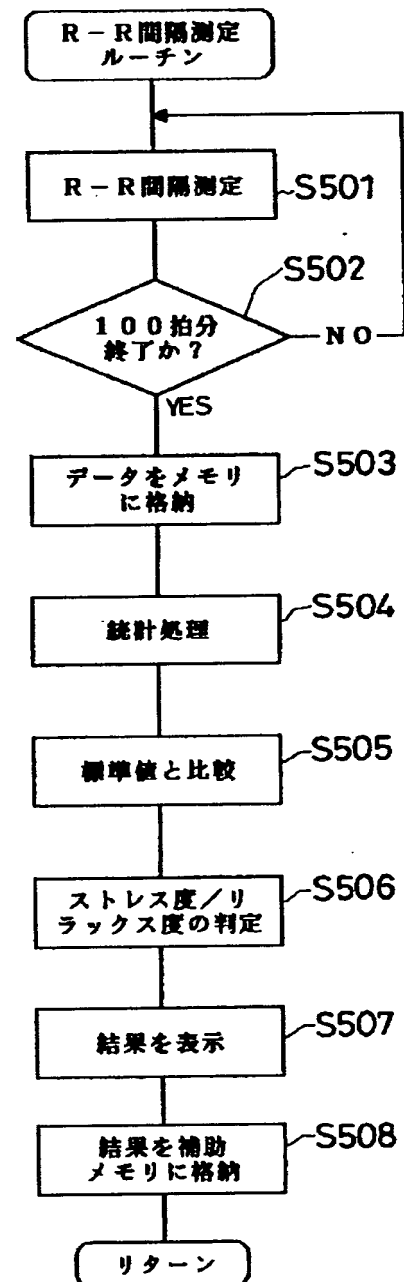 R－R間隔測定
ルーチン
R－R間隔測定
S501
S502
100拍分
終了か？
NO
YES
S503
データをメモリ
に格納
S504
統計処理
S505
標準値と比較
S506
ストレス度／リ
ラックス度の判定
S507
結果を表示
S508
結果を補助
メモリに格納
リターン